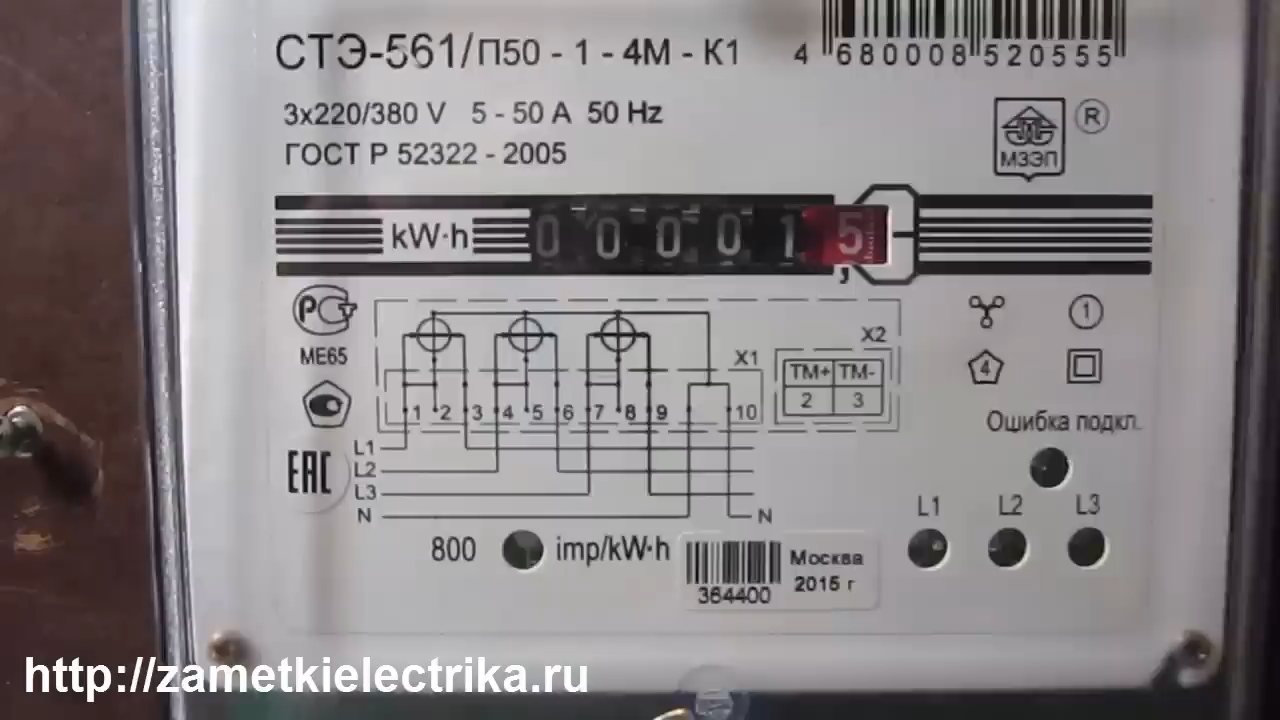 СТЭ-561/П50 - 1 - 4М - К1
4 680008 520555
3x220/380 V 5 - 50 A 50 Hz
ГОСТ Р 52322 - 2005
МЗЭП ®
kW·h 0 0 0 0 1 , 5
РСТ
МЕ65
X1 X2
ТМ+ ТМ-
2 3
1 2 3 4 5 6 7 8 9 10
1
4
ЕАС
L1
L2
L3
N N
Ошибка подкл.
L1 L2 L3
800 imp/kW·h
364400
Москва
2015 г
http://zametkielectrika.ru